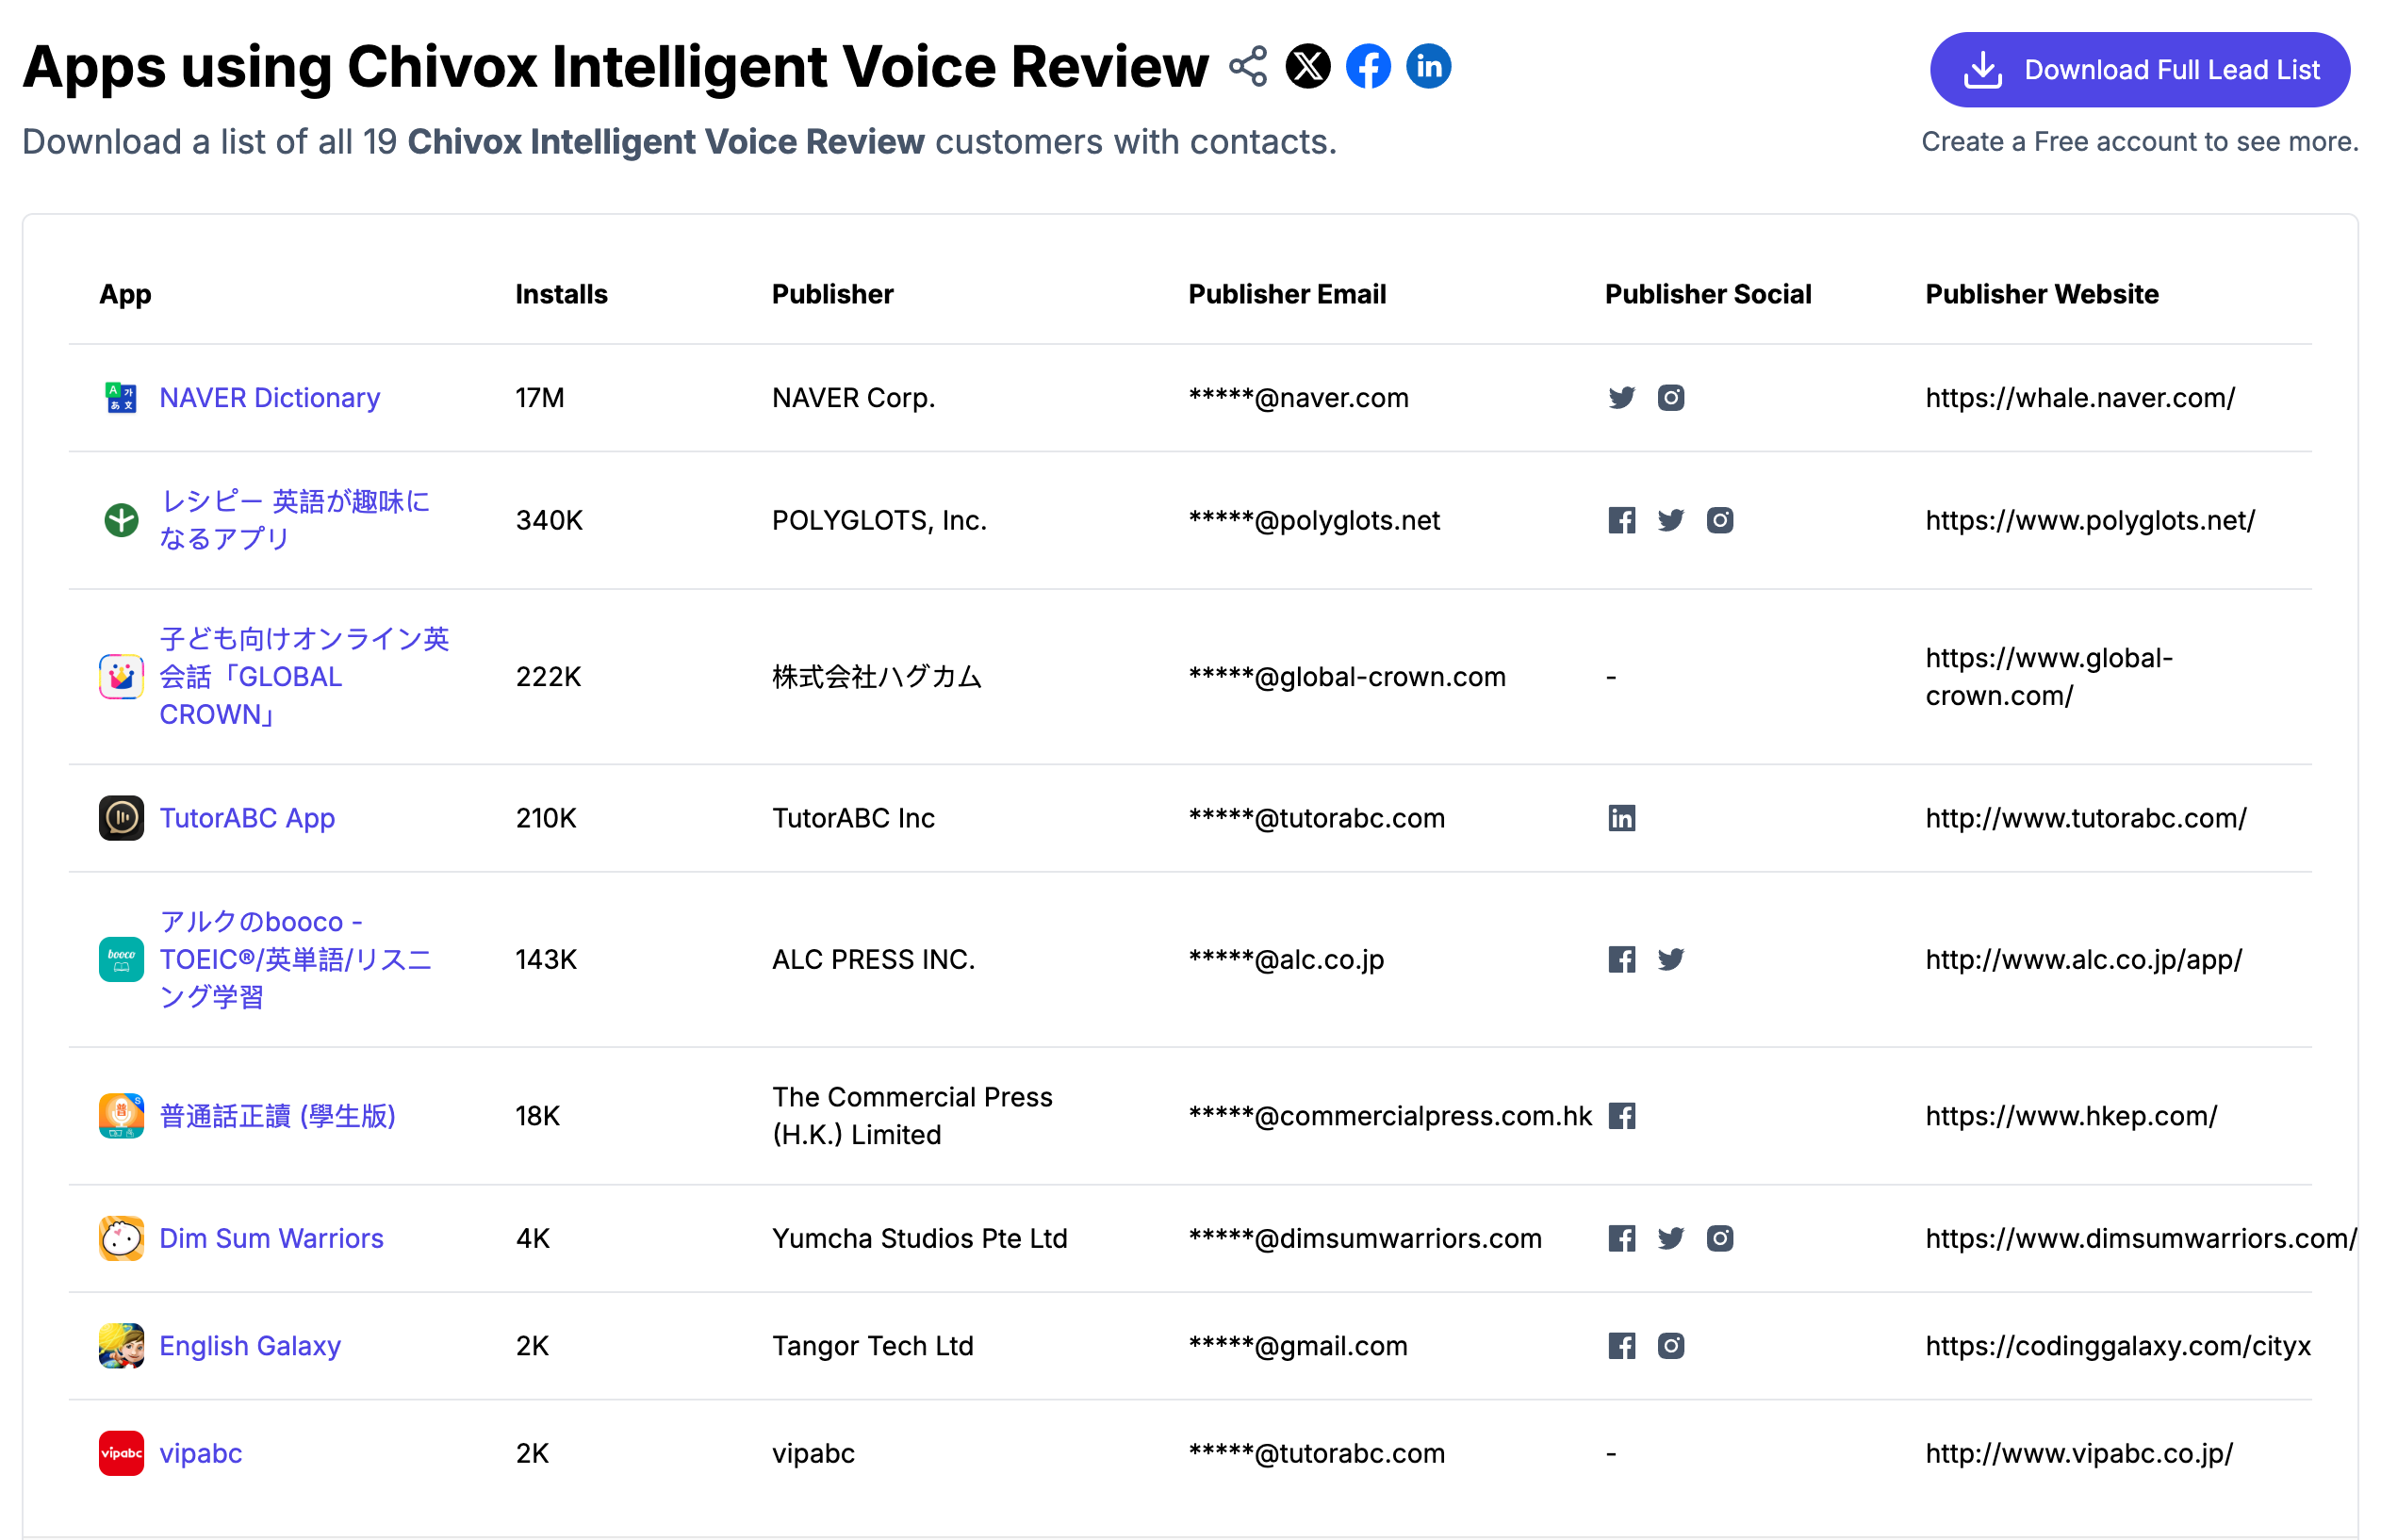 Apps using Chivox Intelligent Voice Review
Download Full Lead List
Download a list of all 19 Chivox Intelligent Voice Review customers with contacts.
Create a Free account to see more.
App Installs Publisher Publisher Email Publisher Social Publisher Website
NAVER Dictionary 17M NAVER Corp. *****@naver.com https://whale.naver.com/
レシピー 英語が趣味に
なるアプリ
340K POLYGLOTS, Inc. *****@polyglots.net https://www.polyglots.net/
子ども向けオンライン英
会話「GLOBAL
CROWN」
222K 株式会社ハグカム *****@global-crown.com -
https://www.global-
crown.com/
TutorABC App 210K TutorABC Inc *****@tutorabc.com http://www.tutorabc.com/
booco
アルクのbooco -
TOEIC®/英単語/リスニ
ング学習
143K ALC PRESS INC. *****@alc.co.jp http://www.alc.co.jp/app/
普通話正讀 (學生版) 18K
The Commercial Press
(H.K.) Limited
*****@commercialpress.com.hk https://www.hkep.com/
Dim Sum Warriors 4K Yumcha Studios Pte Ltd *****@dimsumwarriors.com https://www.dimsumwarriors.com/
English Galaxy 2K Tangor Tech Ltd *****@gmail.com https://codinggalaxy.com/cityx
vipabc vipabc 2K vipabc *****@tutorabc.com - http://www.vipabc.co.jp/